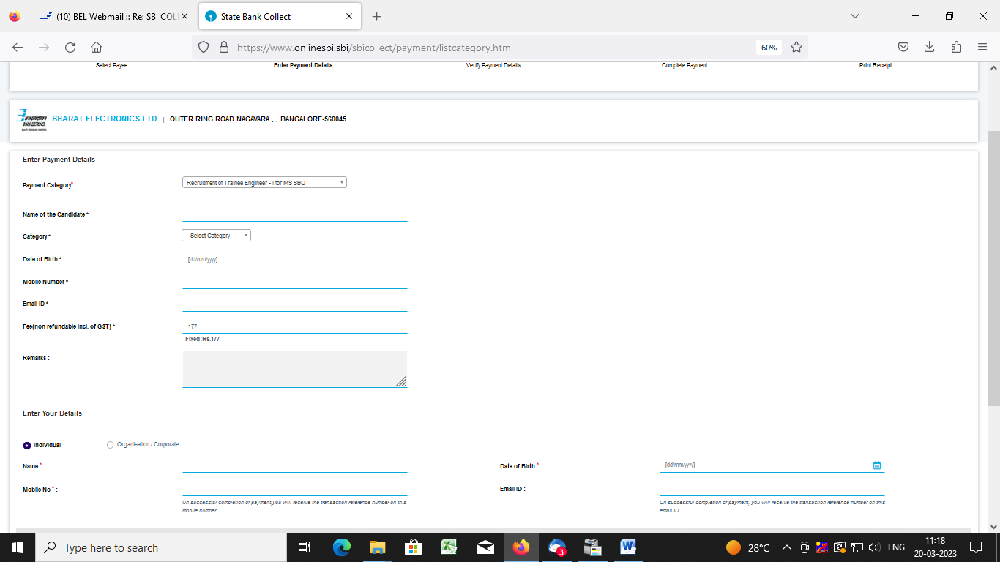 (10) BEL Webmail :: Re: SBI COL
State Bank Collect
https://www.onlinesbi.sbi/sbicollect/payment/listcategory.htm
60%
Select Payee
Enter Payment Details
Verify Payment Details
Complete Payment
Print Receipt
BHARAT ELECTRONICS LTD | OUTER RING ROAD NAGAVARA , , BANGALORE-560045
Enter Payment Details
Payment Category*:
Recruitment of Trainee Engineer - I for MS SBU
Name of the Candidate *
Category *
--Select Category--
Date of Birth *
[dd/mm/yyyy]
Mobile Number *
Email ID *
Fee(non refundable incl. of GST) *
177
Fixed:Rs.177
Remarks :
Enter Your Details
Individual
Organisation / Corporate
Name * :
Date of Birth * :
[dd/mm/yyyy]
Mobile No * :
Email ID :
On successful completion of payment,you will receive the transaction reference number on this
mobile number
On successful completion of payment, you will receive the transaction reference number on this
email ID
Type here to search
3
28°C
ENG
11:18
20-03-2023